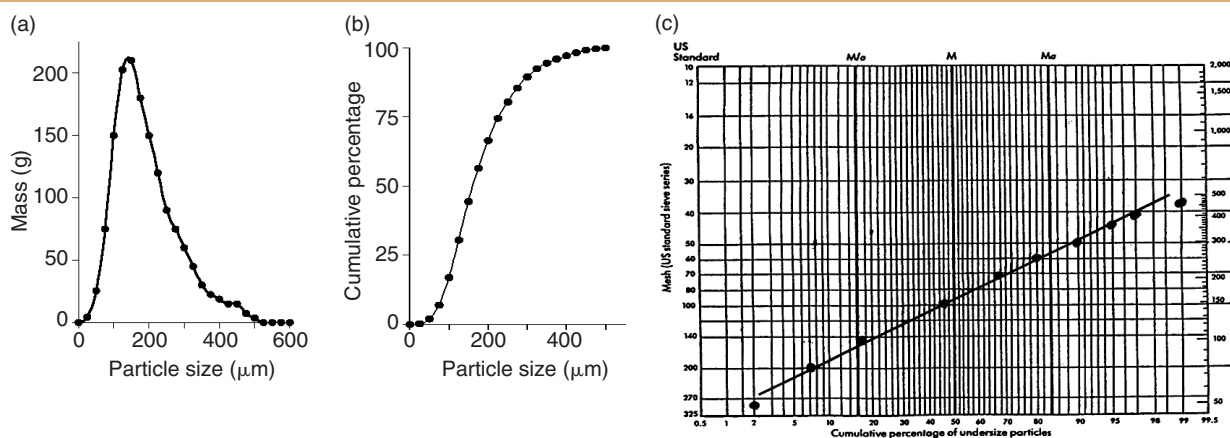 (a)
200
150
100
50
0
Mass (g)
0
200
400
600
Particle size (μm)
(b)
100
75
50
25
0
Cumulative percentage
0
200
400
Particle size (μm)
(c)
US
Standard
M/σ
M
Mσ
10
12
14
16
20
30
40
50
60
70
80
100
140
200
270
325
Mesh (US standard sieve series)
2,000
1,500
1,000
500
400
300
200
150
100
50
0.5 1 2 5 10 20 30 40 50 60 70 80 90 95 98 99 99.5
Cumulative percentage of undersize particles